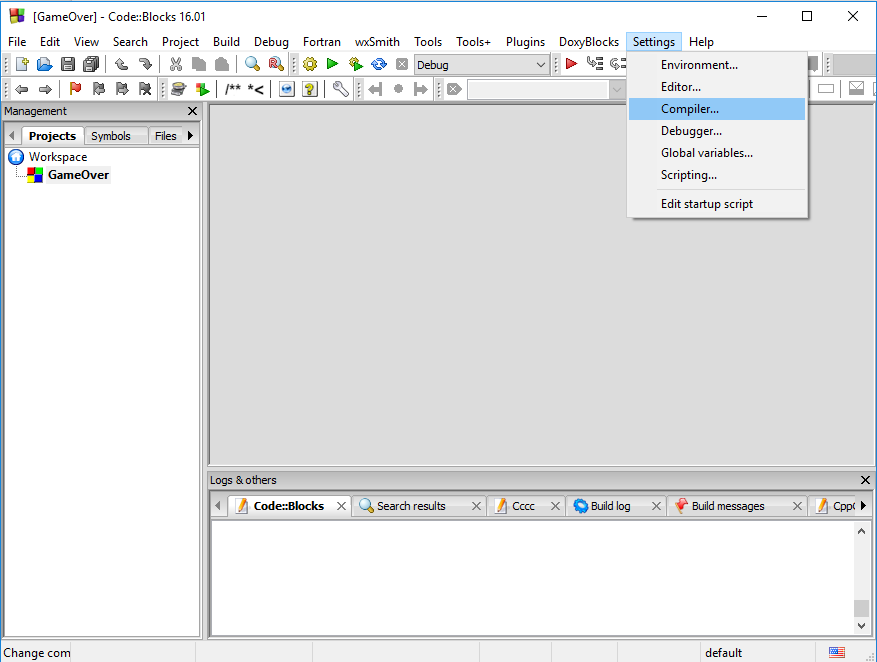 [GameOver] - Code::Blocks 16.01
File Edit View Search Project Build Debug Fortran wxSmith Tools Tools+ Plugins DoxyBlocks Settings Help
Debug
Environment...
Editor...
Compiler...
Debugger...
Global variables...
Scripting...
Edit startup script
/** *<
Management
Projects Symbols Files
Workspace
GameOver
Logs & others
Code::Blocks Search results Cccc Build log Build messages Cpp
Change com
default